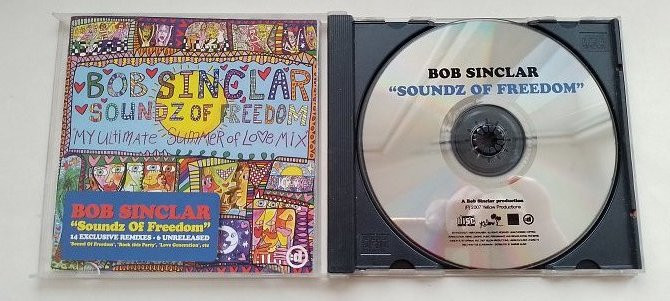 BOB SINCLAR
SOUNDZ OF FREEDOM
MY Ultimate Summer of Love MIX
BOB SINCLAR
"Soundz Of Freedom"
14 EXCLUSIVE REMIXES - 6 UNRELEASED
'Sound Of Freedom', 'Rock this Party', 'Love Generation', etc
BOB SINCLAR
"SOUNDZ OF FREEDOM"
A Bob Sinclar production
(P) 2007 Yellow Productions
disc